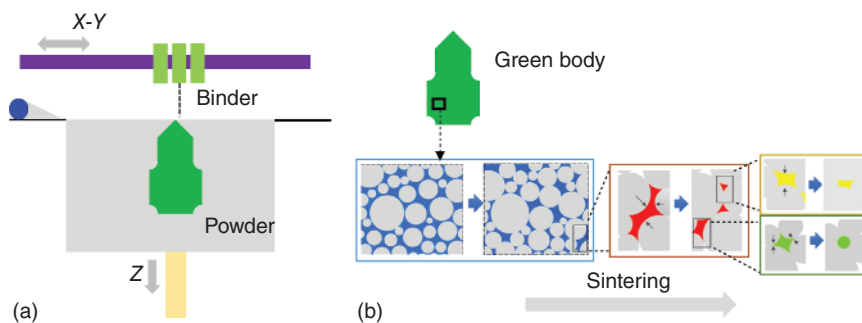 X-Y
Binder
Powder
Z
(a)
Green body
Sintering
(b)